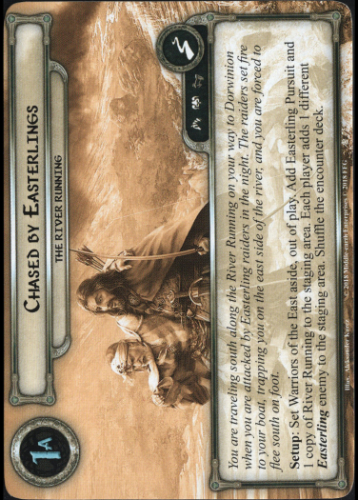 1A
CHASED BY EASTERLINGS
THE RIVER RUNNING
You are traveling south along the River Running on your way to Dorwinion
when you are attacked by Easterling raiders in the night. The raiders set fire
to your boat, trapping you on the east side of the river, and you are forced to
flee south on foot.
Setup: Set Warriors of the East aside, out of play. Add Easterling Pursuit and
1 copy of River Running to the staging area. Each player adds 1 different
Easterling enemy to the staging area. Shuffle the encounter deck.
Illus. Aleksander Karcz © 2018 Middle-earth Enterprises © 2018 FFG